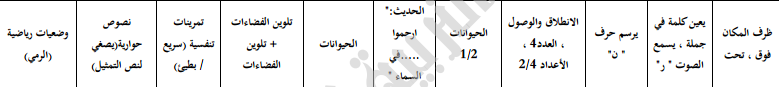 ظرف المكان
فوق ، تحت
يعين كلمة في
جملة ، يسمع
الصوت " ر"
يرسم حرف
" ن"
الانطلاق والوصول
، العدد4 ،
الأعداد 2/4
الحيوانات
1/2
الحديث:"
ارحموا
.....في
السماء "
الحيوانات
تلوين الفضاءات
+ تلوين
الفضاءات
تمرينات
تنفسية (سريع
/ بطيئ)
نصوص
حوارية(يصغي
لنص التمثيل)
وضعيات رياضية
(الرمي)